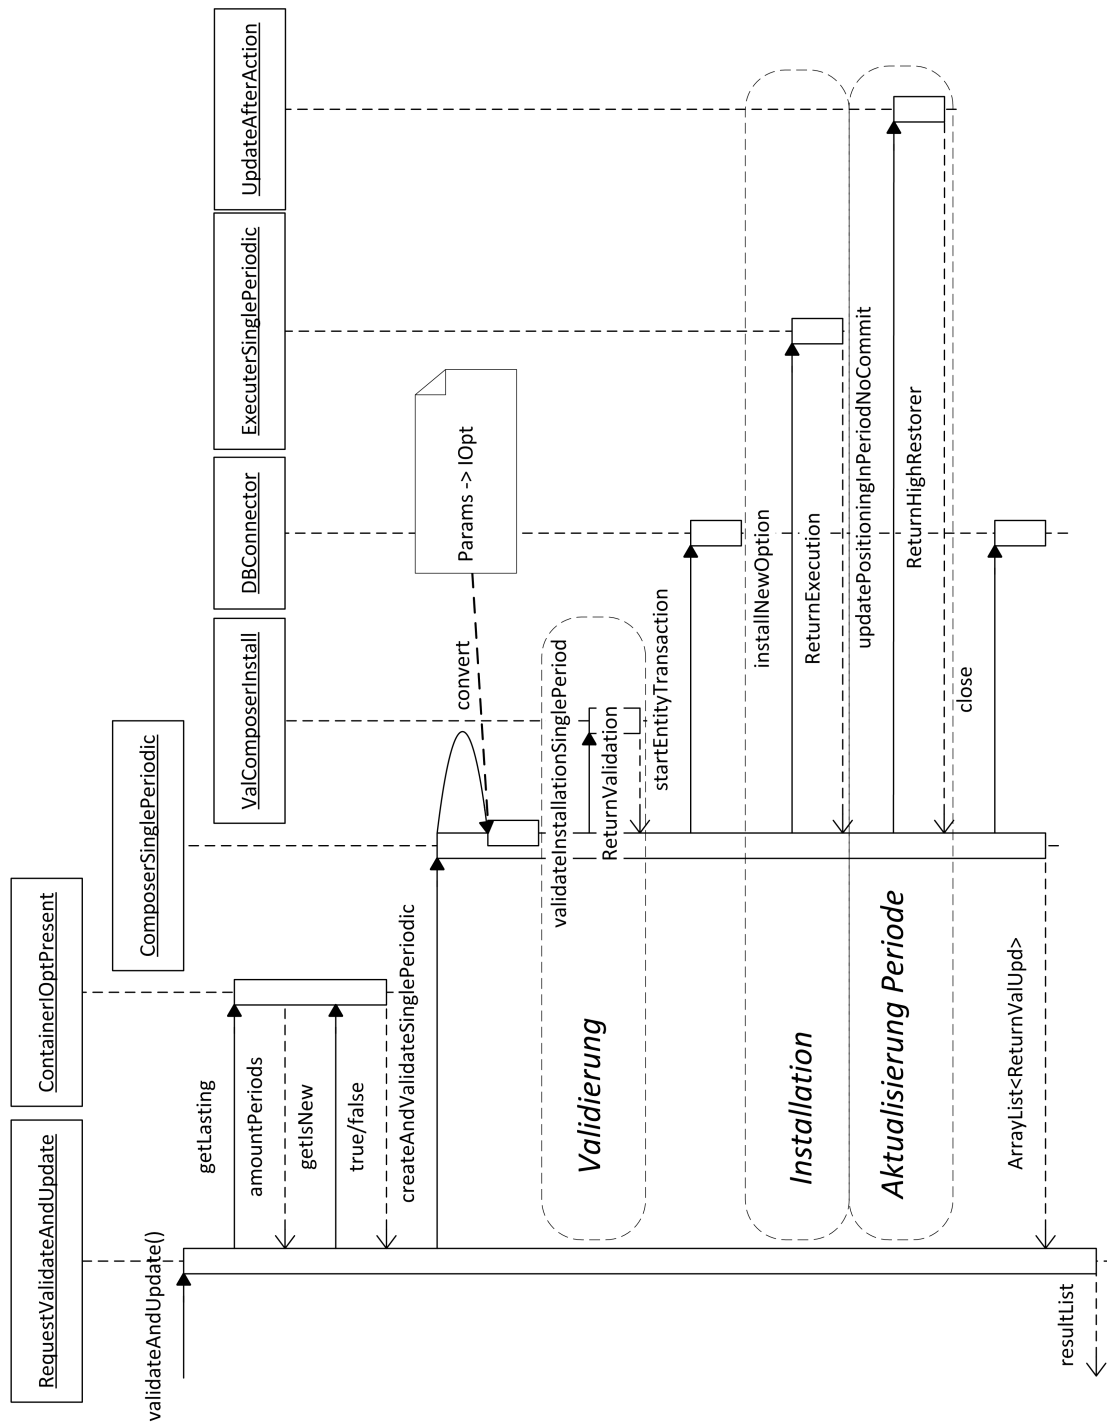 RequestValidateAndUpdate
ContainerIOptPresent
ComposerSinglePeriodic
ValComposerInstall
DBConnector
ExecuterSinglePeriodic
UpdateAfterAction
validateAndUpdate()
getLasting
amountPeriods
getIsNew
true/false
createAndValidateSinglePeriodic
convert
Params -> IOpt
Validierung
validateInstallationSinglePeriod
ReturnValidation
startEntityTransaction
Installation
installNewOption
ReturnExecution
Aktualisierung Periode
updatePositioningInPeriodNoCommit
ReturnHighRestorer
close
ArrayList<ReturnValUpd>
resultList